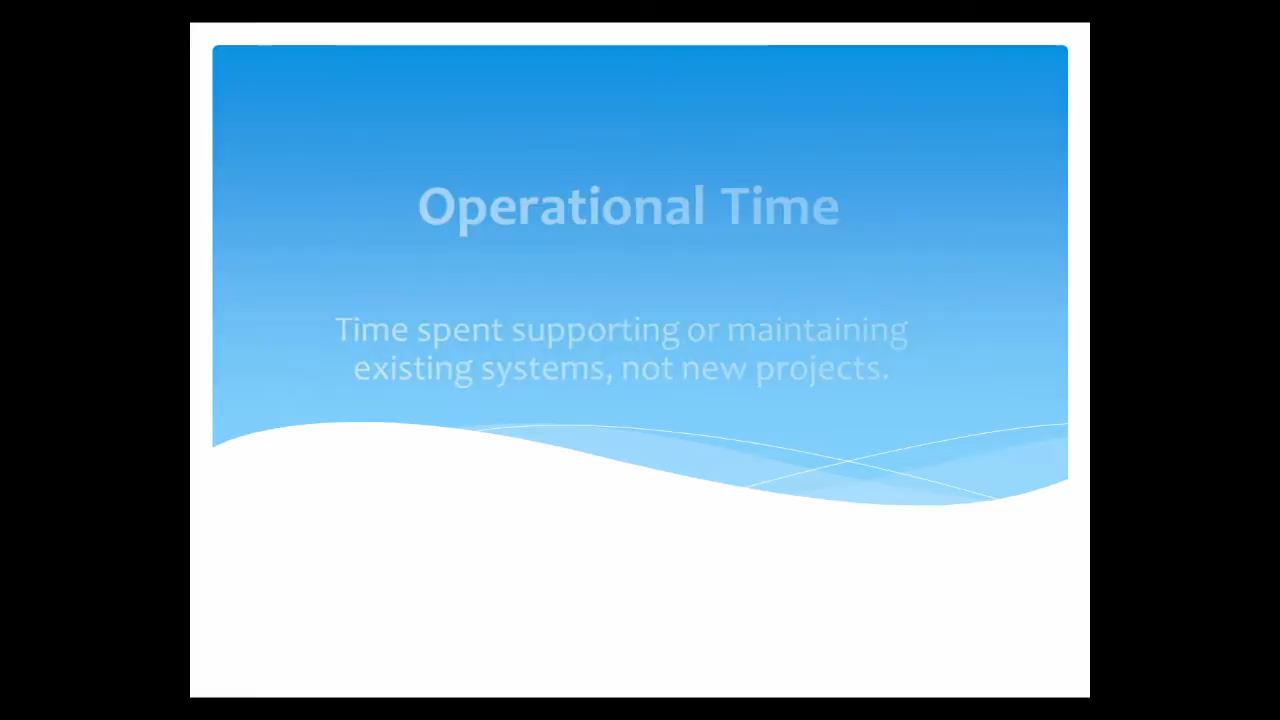 Operational Time
Time spent supporting or maintaining
existing systems, not new projects.